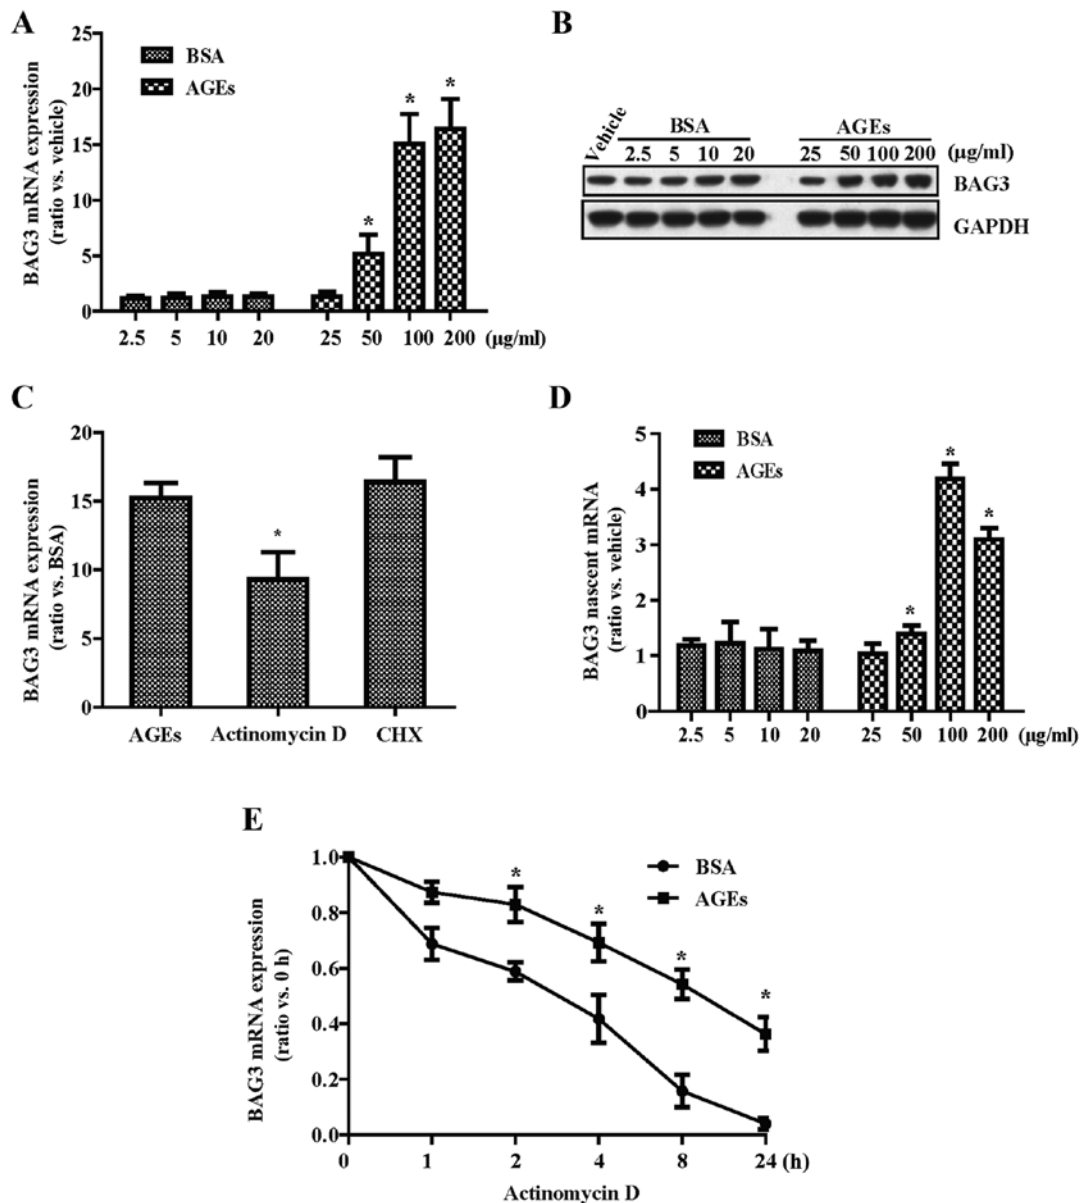 A
BAG3 mRNA expression
(ratio vs. vehicle)
25
20
15
10
5
0
BSA
AGEs
*
*
*
2.5 5 10 20 25 50 100 200 (μg/ml)
B
Vehicle
BSA
AGEs
2.5 5 10 20 25 50 100 200 (μg/ml)
BAG3
GAPDH
C
BAG3 mRNA expression
(ratio vs. BSA)
20
15
10
5
0
*
AGEs Actinomycin D CHX
D
BAG3 nascent mRNA
(ratio vs. vehicle)
5
4
3
2
1
0
BSA
AGEs
*
*
*
2.5 5 10 20 25 50 100 200 (μg/ml)
E
BAG3 mRNA expression
(ratio vs. 0 h)
1.0
0.8
0.6
0.4
0.2
0.0
BSA
AGEs
*
*
*
*
0 1 2 4 8 24 (h)
Actinomycin D